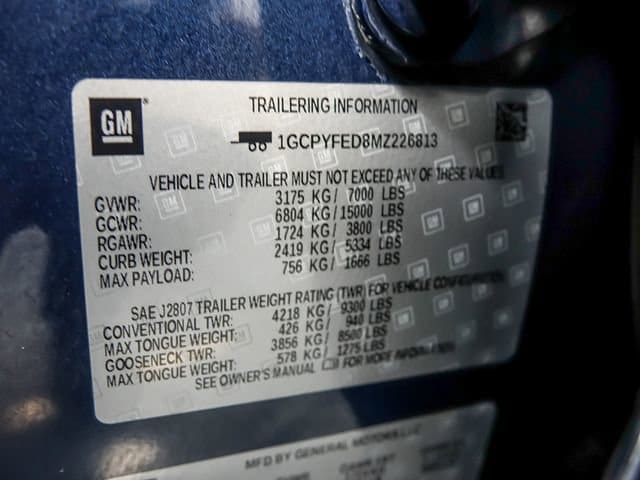 GM
TRAILERING INFORMATION
1GCPYFED8MZ226813
VEHICLE AND TRAILER MUST NOT EXCEED ANY OF THESE VALUES
GVWR: 3175 KG/ 7000 LBS
GCWR: 6804 KG/ 15000 LBS
RGAWR: 1724 KG/ 3800 LBS
CURB WEIGHT: 2419 KG/ 5334 LBS
MAX PAYLOAD: 756 KG/ 1666 LBS
SAE J2807 TRAILER WEIGHT RATING (TWR) FOR VEHICLE CONFIGURATION:
CONVENTIONAL TWR: 4218 KG/ 9300 LBS
MAX TONGUE WEIGHT: 426 KG/ 940 LBS
GOOSENECK TWR: 3856 KG/ 8500 LBS
MAX TONGUE WEIGHT: 578 KG/ 1275 LBS
SEE OWNER'S MANUAL FOR MORE INFORMATION
MFD BY GENERAL MOTORS LLC